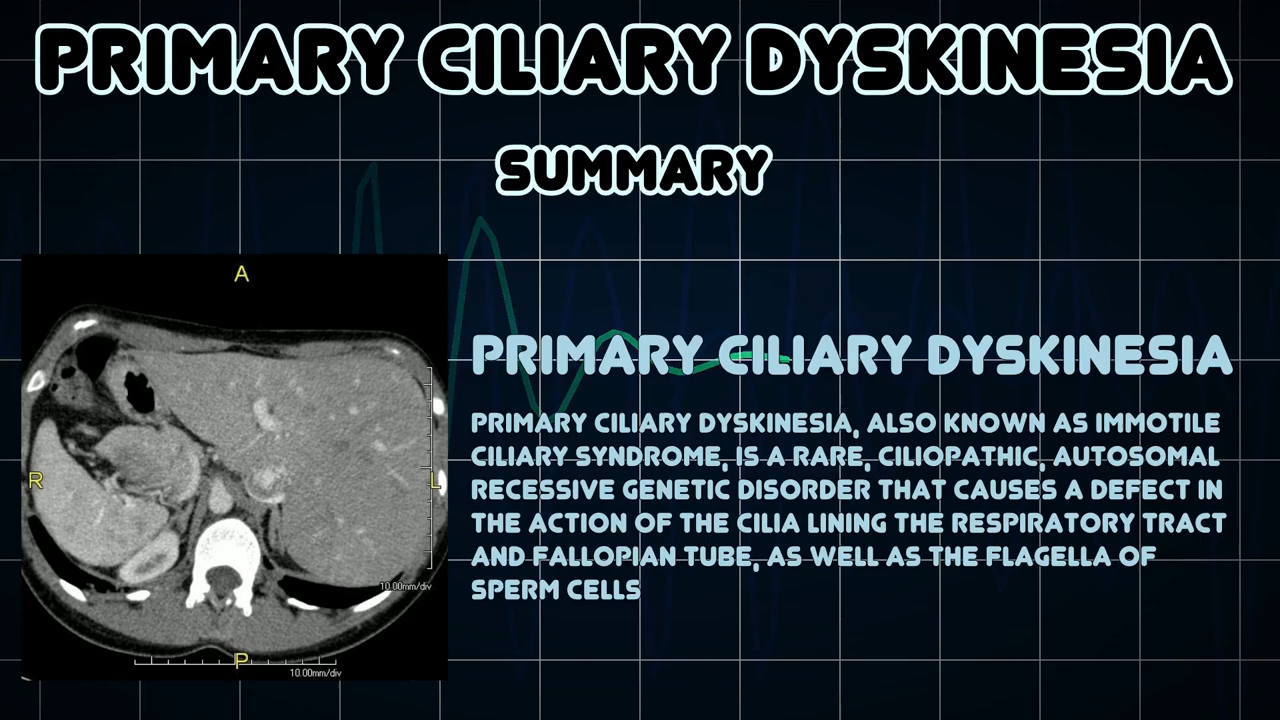 PRIMARY CILIARY DYSKINESIA
SUMMARY
A
R
L
10.00mm/div
P
10.00mm/div
PRIMARY CILIARY DYSKINESIA
PRIMARY CILIARY DYSKINESIA, ALSO KNOWN AS IMMOTILE
CILIARY SYNDROME, IS A RARE, CILIOPATHIC, AUTOSOMAL
RECESSIVE GENETIC DISORDER THAT CAUSES A DEFECT IN
THE ACTION OF THE CILIA LINING THE RESPIRATORY TRACT
AND FALLOPIAN TUBE, AS WELL AS THE FLAGELLA OF
SPERM CELLS